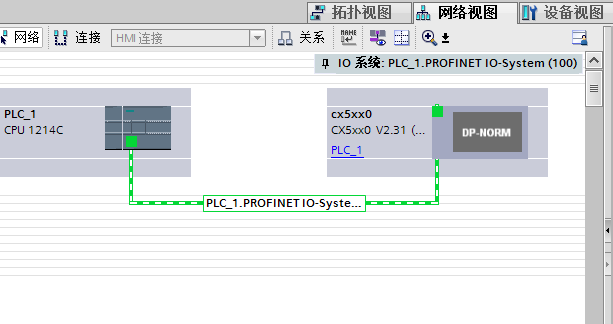 拓扑视图 网络视图 设备视图
网络 连接 HMI 连接 关系
IO 系统: PLC_1.PROFINET IO-System (100)
PLC_1
CPU 1214C
cx5xx0
CX5xx0 V2.31 (...
PLC_1
DP-NORM
PLC_1.PROFINET IO-Syste...